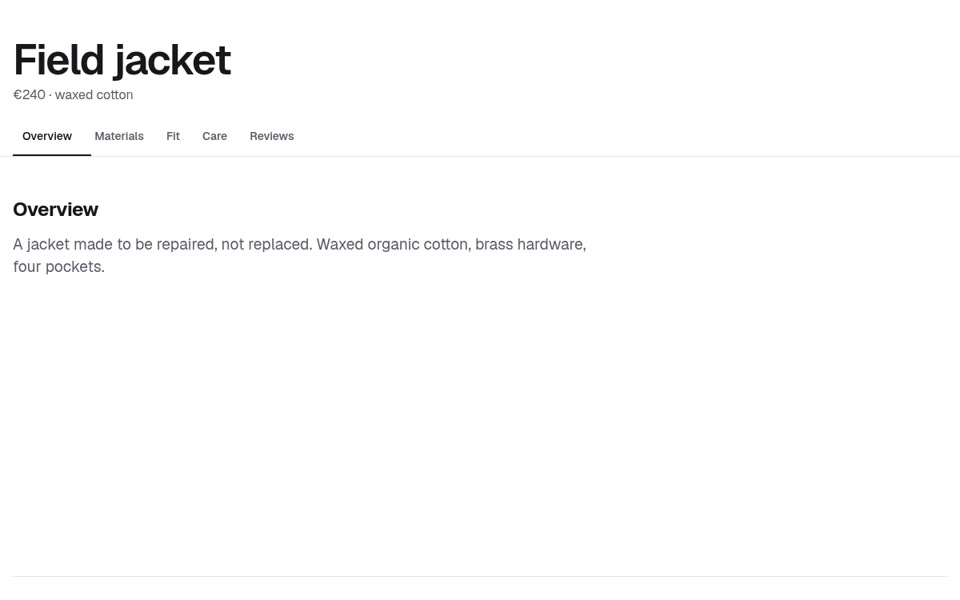 Field jacket
€240 · waxed cotton
Overview Materials Fit Care Reviews
Overview
A jacket made to be repaired, not replaced. Waxed organic cotton, brass hardware,
four pockets.